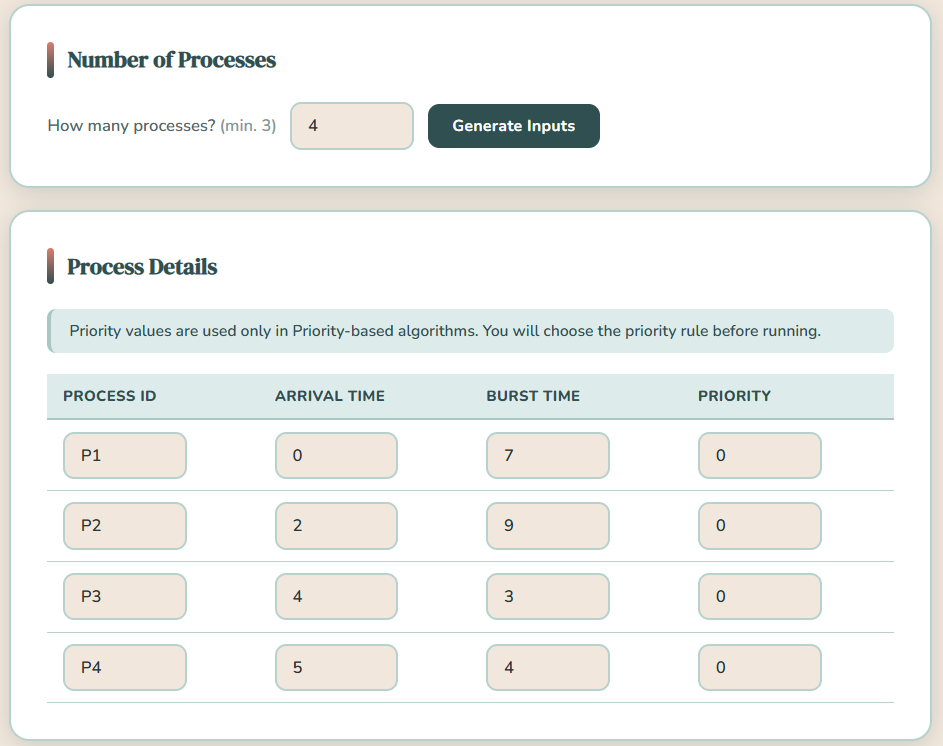 Number of Processes
How many processes? (min. 3) 4 Generate Inputs
Process Details
Priority values are used only in Priority-based algorithms. You will choose the priority rule before running.
PROCESS ID ARRIVAL TIME BURST TIME PRIORITY
P1 0 7 0
P2 2 9 0
P3 4 3 0
P4 5 4 0